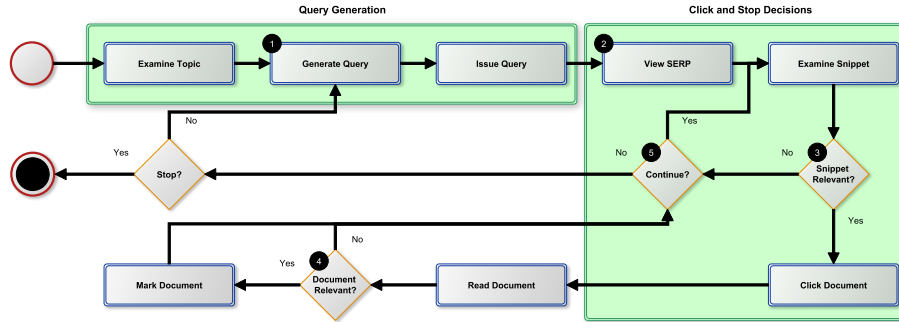 Query Generation
Click and Stop Decisions
1
2
Examine Topic
Generate Query
Issue Query
View SERP
Examine Snippet
No
Yes
Yes
No
5
No
3
Stop?
Continue?
Snippet
Relevant?
Yes
No
Yes
4
Mark Document
Document
Relevant?
Read Document
Click Document